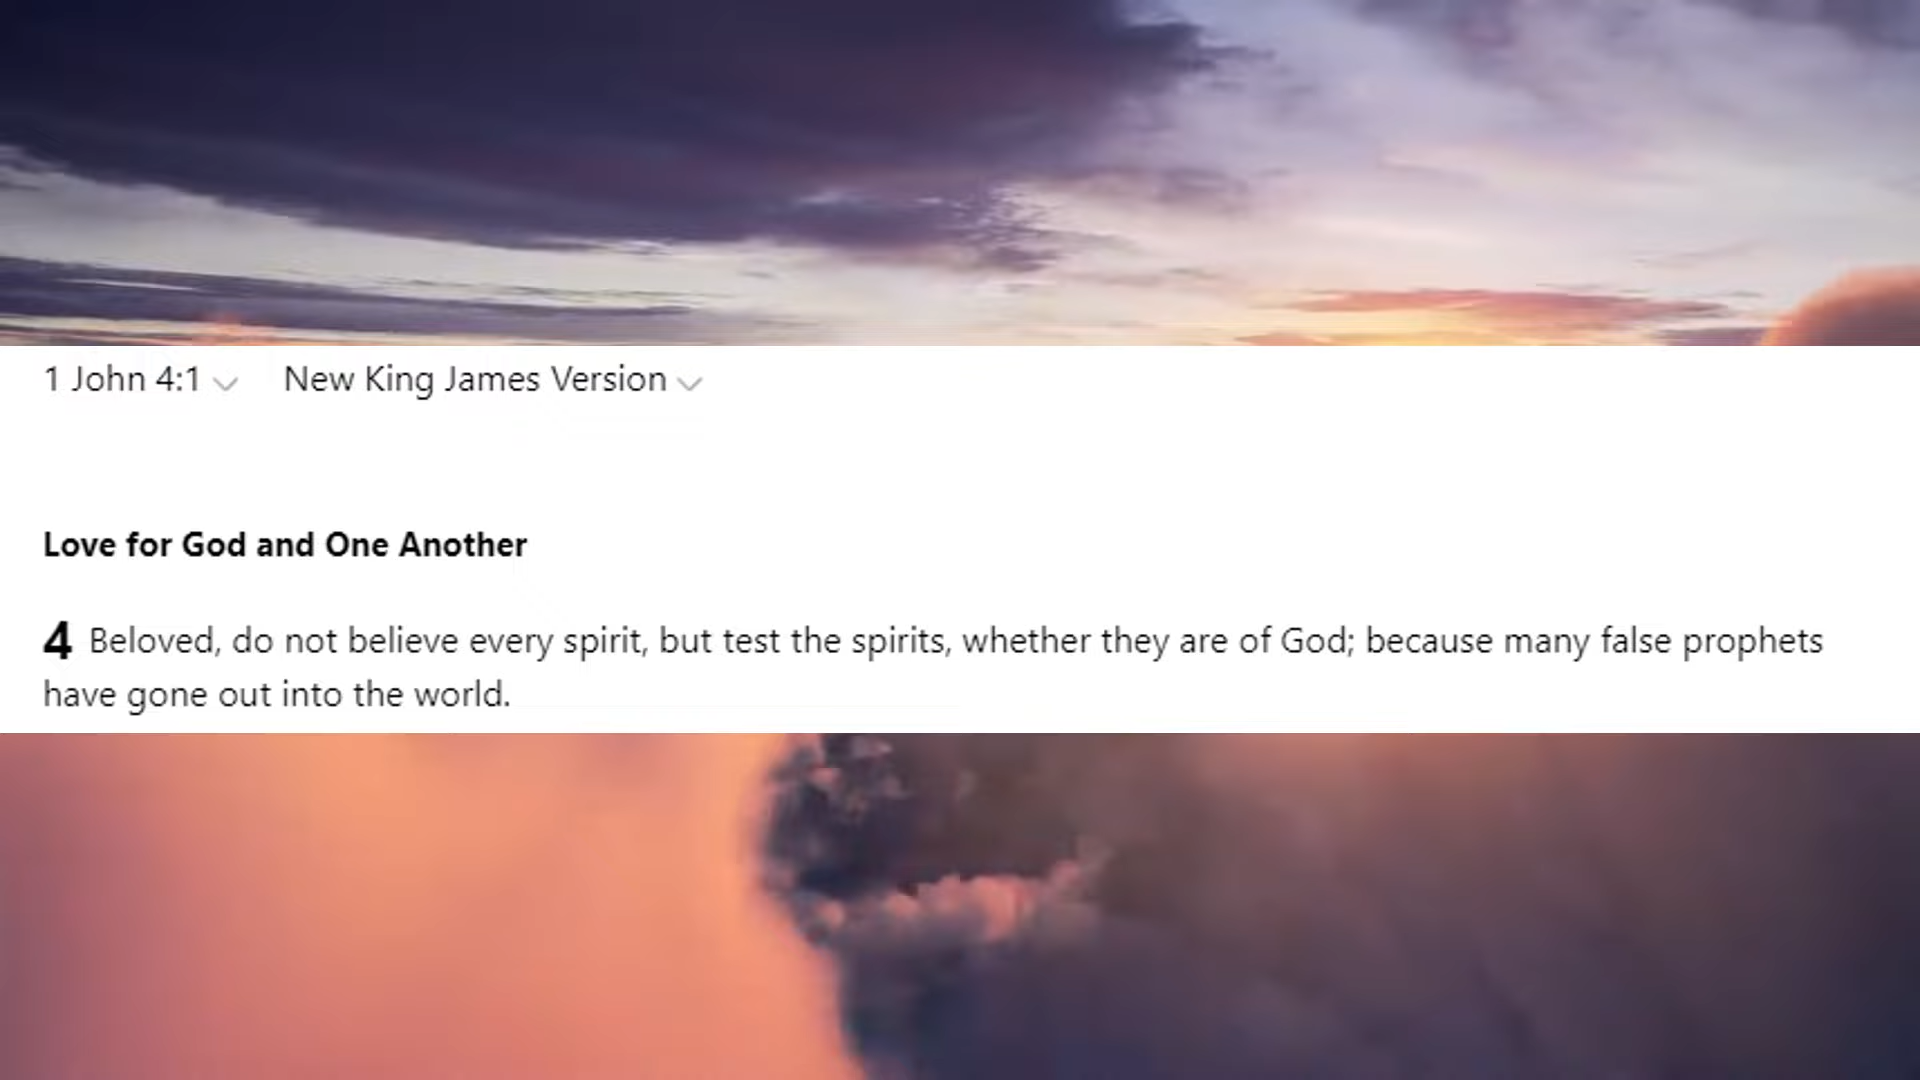 1 John 4:1 New King James Version
Love for God and One Another
4 Beloved, do not believe every spirit, but test the spirits, whether they are of God; because many false prophets
have gone out into the world.